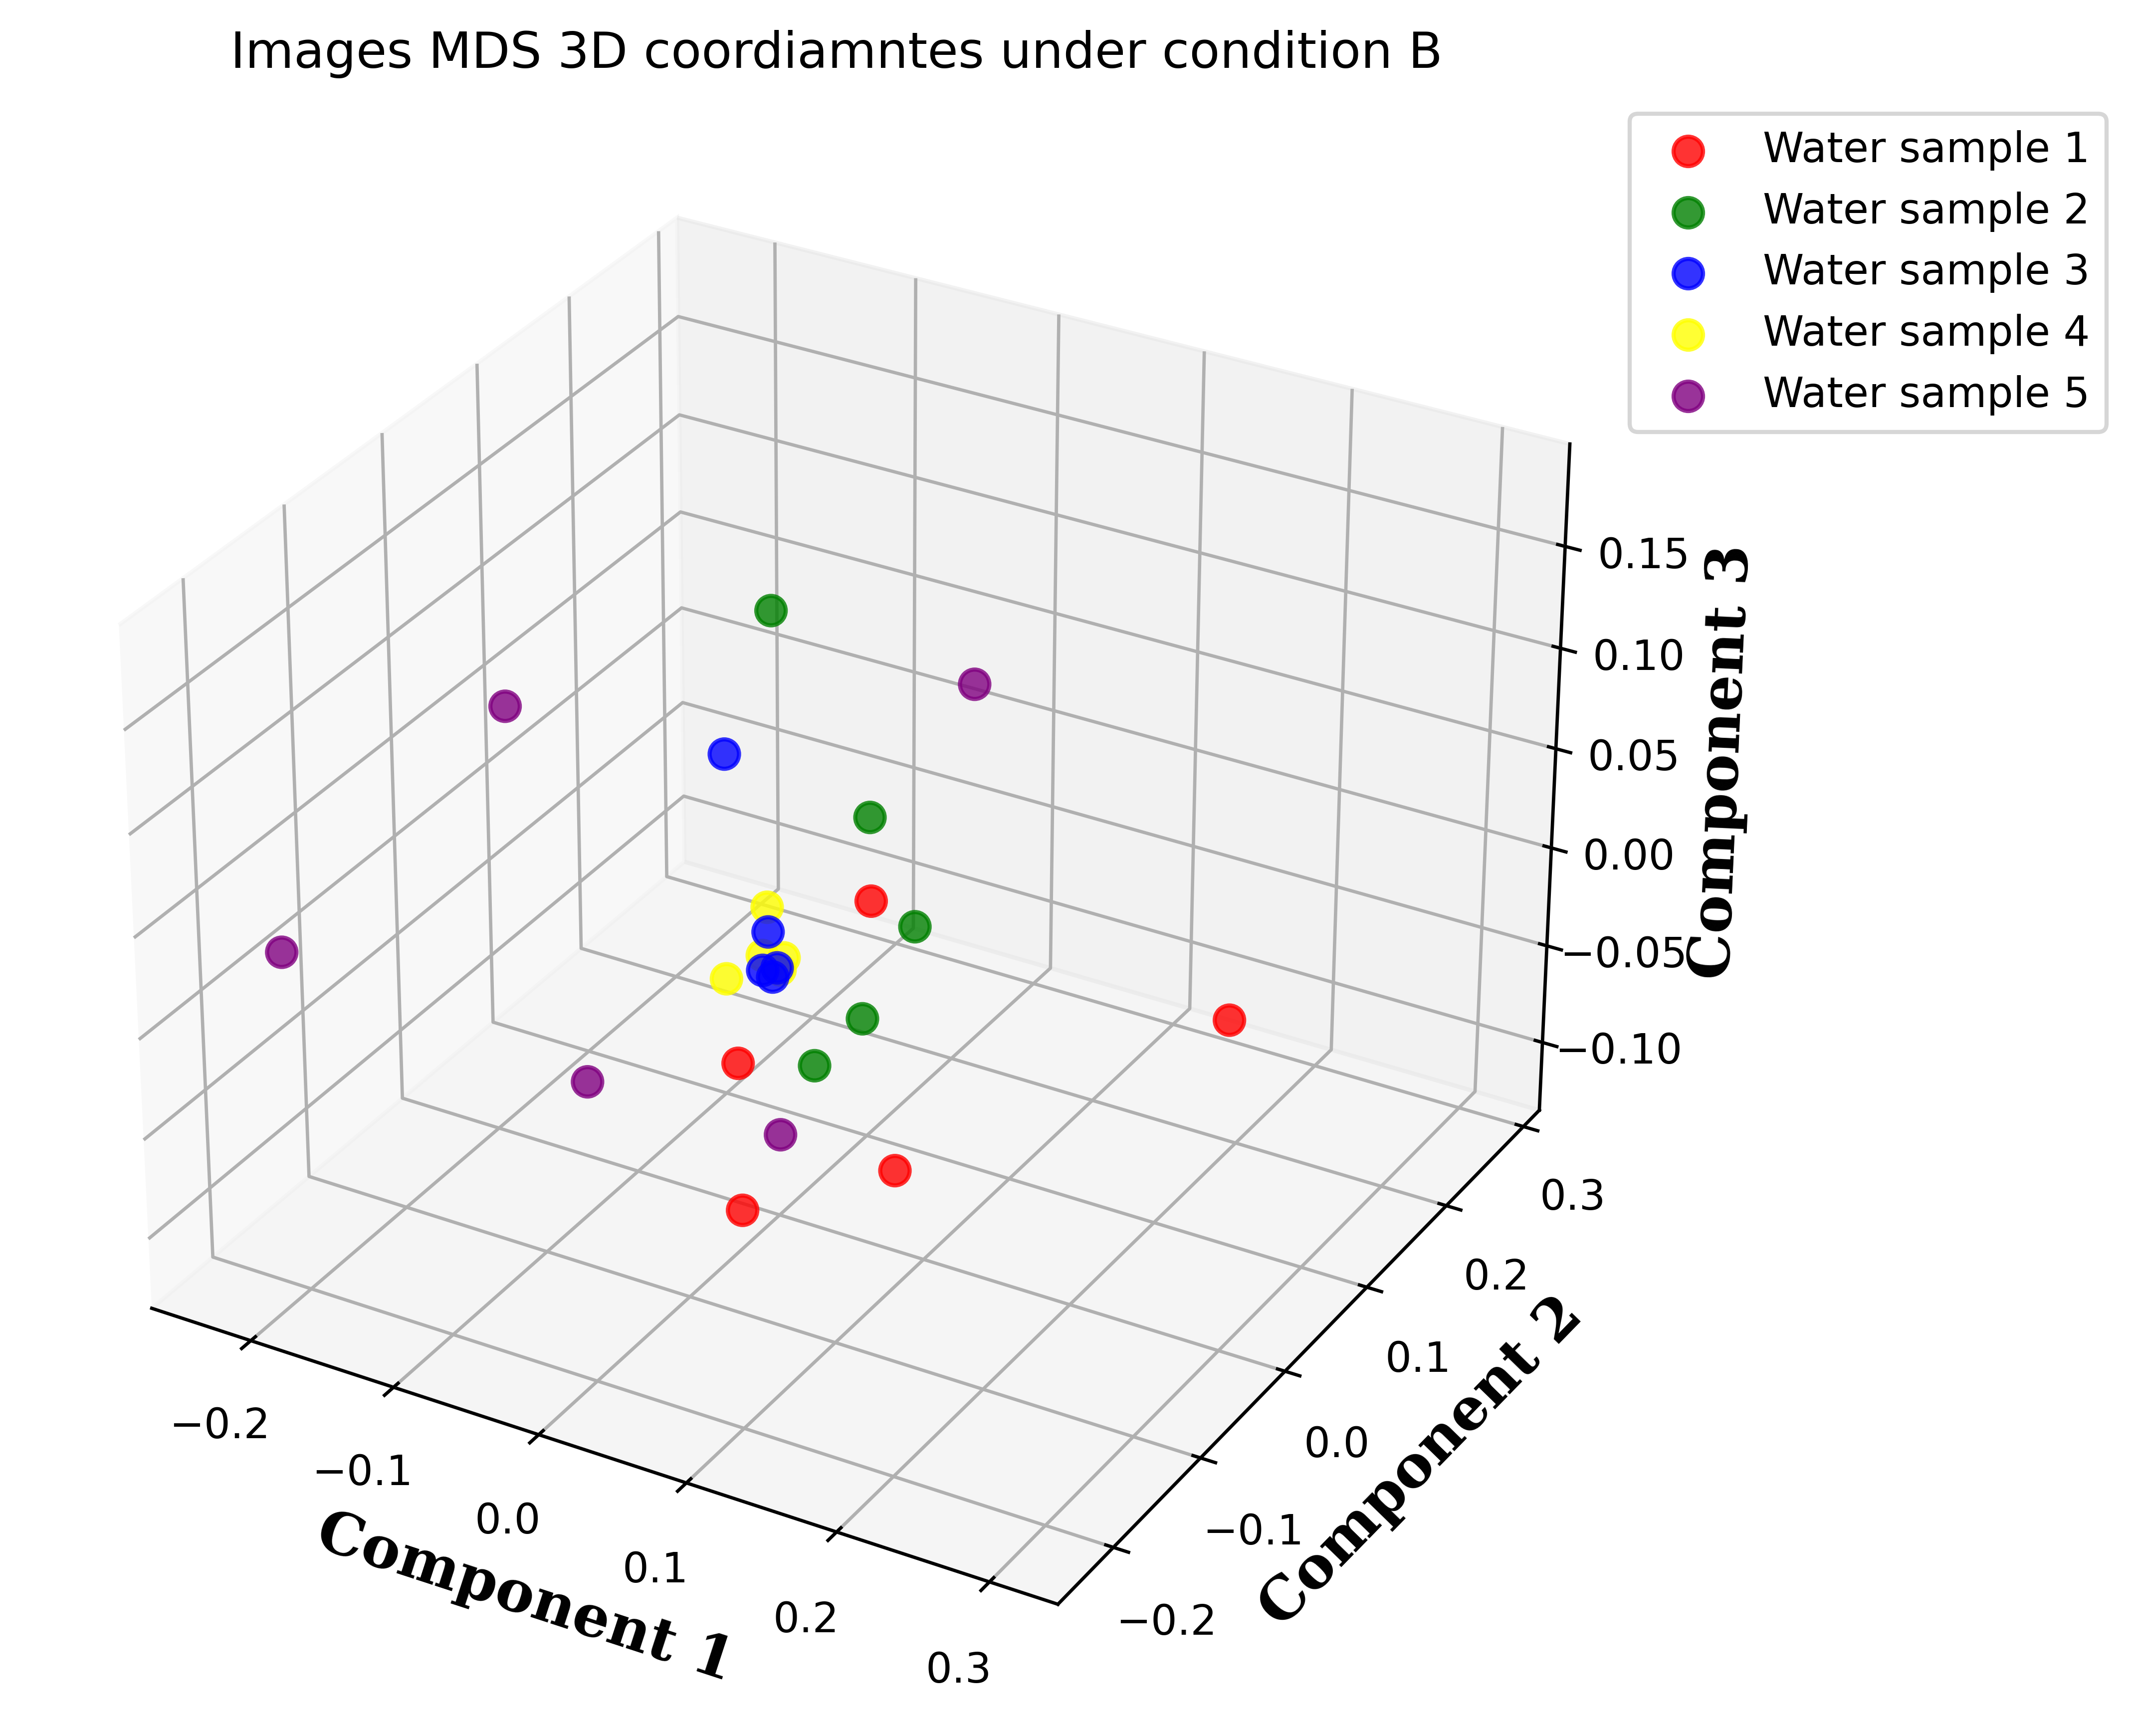 Images MDS 3D coordiamntes under condition B
Water sample 1
Water sample 2
Water sample 3
Water sample 4
Water sample 5
0.15
0.10
0.05
0.00
−0.05
−0.10
Component 3
0.3
0.2
0.1
0.0
−0.1
−0.2
Component 2
−0.2
−0.1
0.0
0.1
0.2
0.3
Component 1